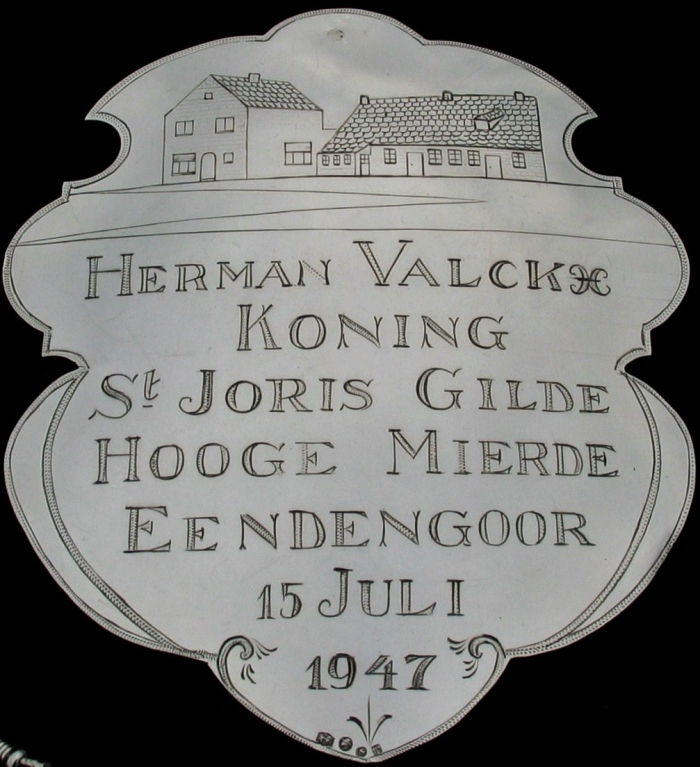 HERMAN VALCKX
KONING
St JORIS GILDE
HOOGE MIERDE
EENDENGOOR
15 JULI
1947